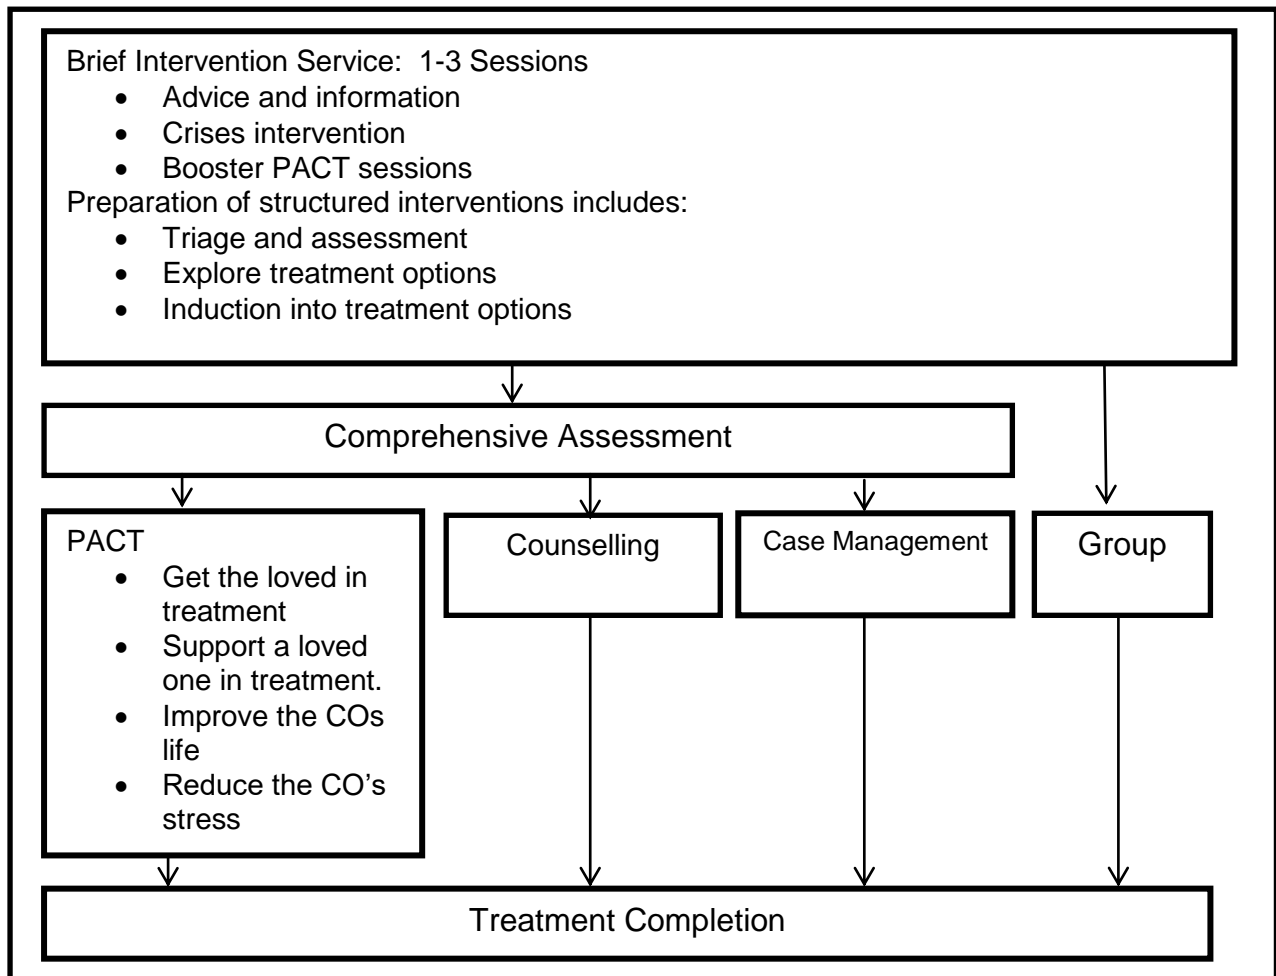 Brief Intervention Service:  1-3 Sessions
• Advice and information
• Crises intervention
• Booster PACT sessions
Preparation of structured interventions includes:
• Triage and assessment
• Explore treatment options
• Induction into treatment options
Comprehensive Assessment
PACT
• Get the loved in
treatment
• Support a loved
one in treatment.
• Improve the COs
life
• Reduce the CO’s
stress
Counselling
Case Management
Group
Treatment Completion